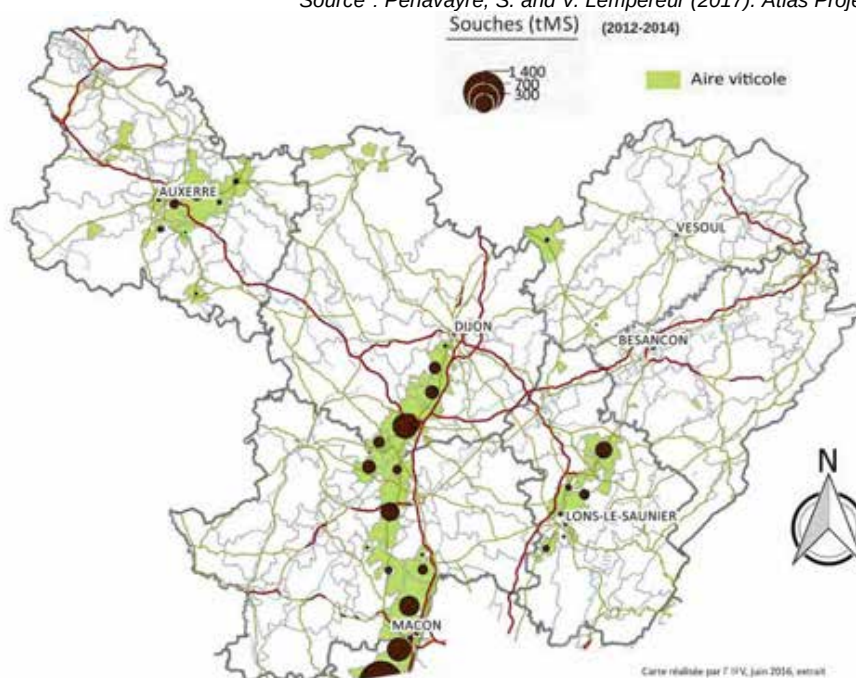 Source : Penavayre, S. and V. Lempereur (2017). Atlas Proje
Souches (tMS) (2012-2014)
1 400
700
300
Aire viticole
AUXERRE
VESOUL
DIJON
BESANCON
N
LONS-LE-SAUNIER
MACON
Carte réalisée par l'IFV, juin 2016, extrait